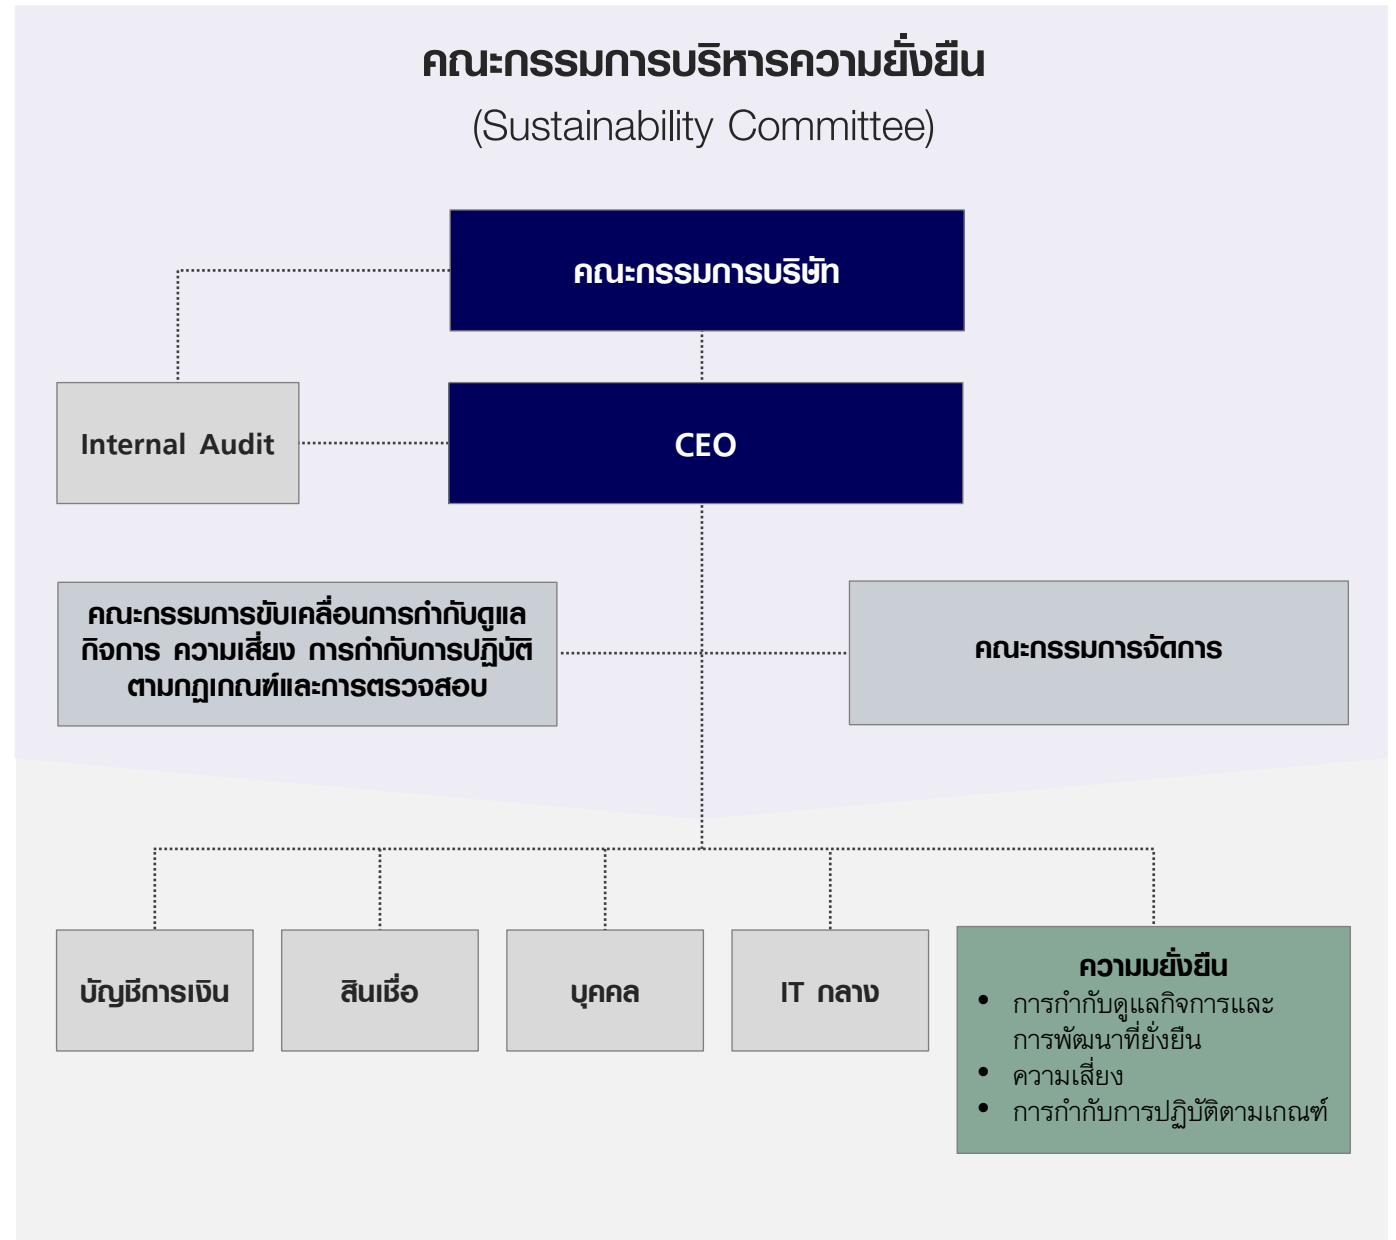 คณะกรรมการบริหารความยั่งยืน
(Sustainability Committee)
คณะกรรมการบริษัท
Internal Audit
CEO
คณะกรรมการขับเคลื่อนการกำกับดูแล
กิจการ ความเสี่ยง การกำกับการปฏิบัติ
ตามกฎเกณฑ์และการตรวจสอบ
คณะกรรมการจัดการ
บัญชีการเงิน
สินเชื่อ
บุคคล
IT กลาง
ความมยั่งยืน
• การกำกับดูแลกิจการและ
การพัฒนาที่ยั่งยืน
• ความเสี่ยง
• การกำกับการปฏิบัติตามเกณฑ์